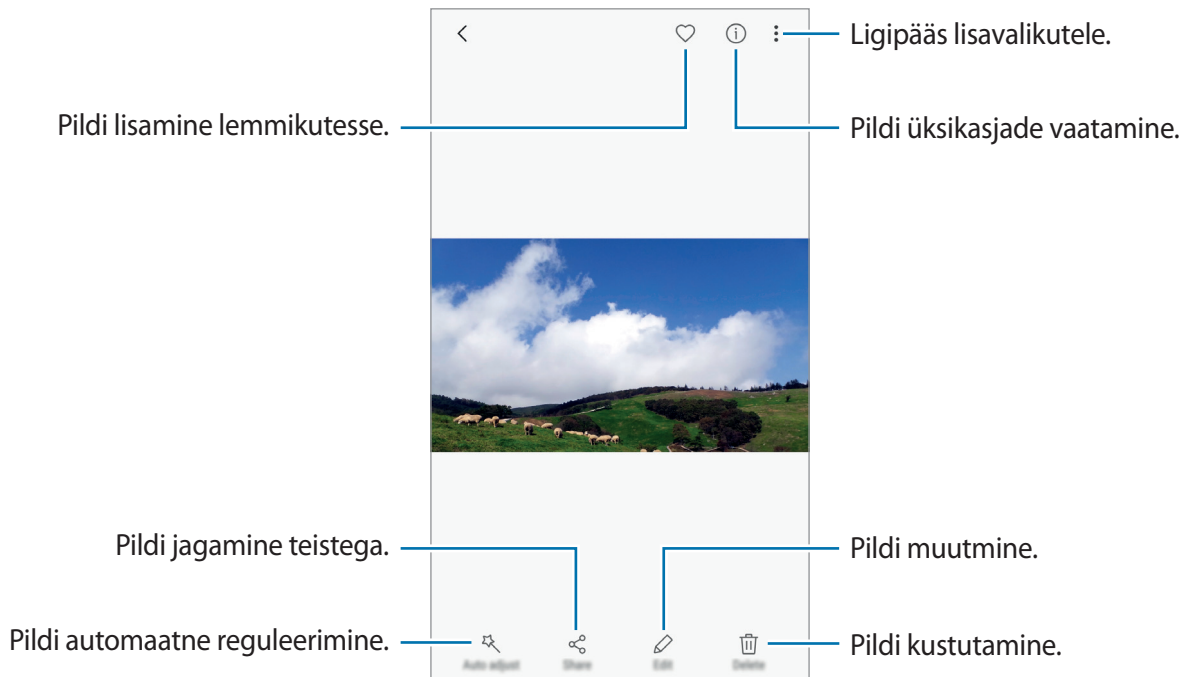 Ligipääs lisavalikutele.
Pildi lisamine lemmikutesse.
Pildi üksikasjade vaatamine.
Pildi jagamine teistega.
Pildi muutmine.
Pildi automaatne reguleerimine.
Pildi kustutamine.
Auto adjust
Share
Edit
Delete